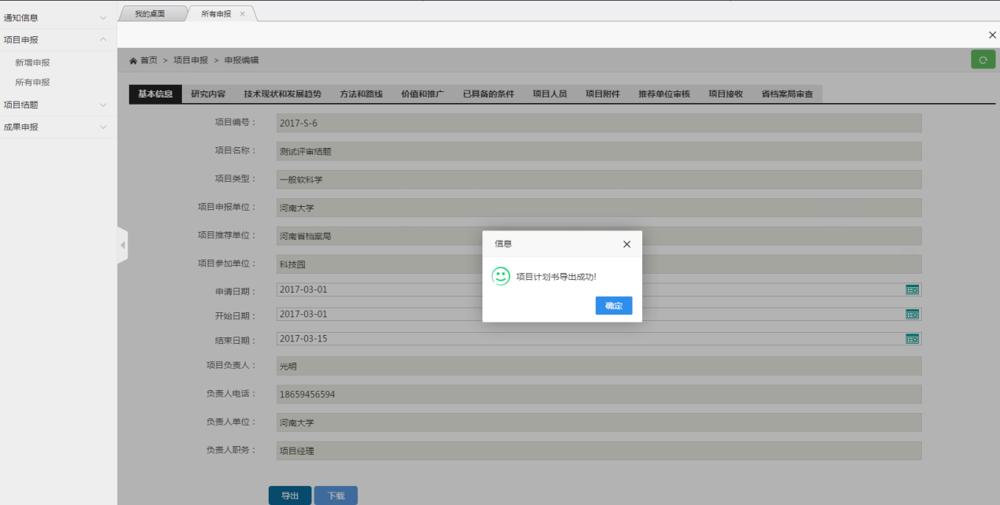 我的桌面 所有申报
通知信息
项目申报
新增申报
所有申报
项目结题
成果申报
首页 > 项目申报 > 申报编辑
基本信息 研究内容 技术现状和发展趋势 方法和路线 价值和推广 已具备的条件 项目人员 项目附件 推荐单位审核 项目接收 省档案局审查
项目编号： 2017-S-6
项目名称： 测试评审结题
项目类型： 一般软科学
项目申报单位： 河南大学
项目推荐单位： 河南省档案局
项目参加单位： 科技园
申请日期： 2017-03-01
开始日期： 2017-03-01
结束日期： 2017-03-15
项目负责人： 光明
负责人电话： 18659456594
负责人单位： 河南大学
负责人职务： 项目经理
导出 下载
信息
项目计划书导出成功!
确定